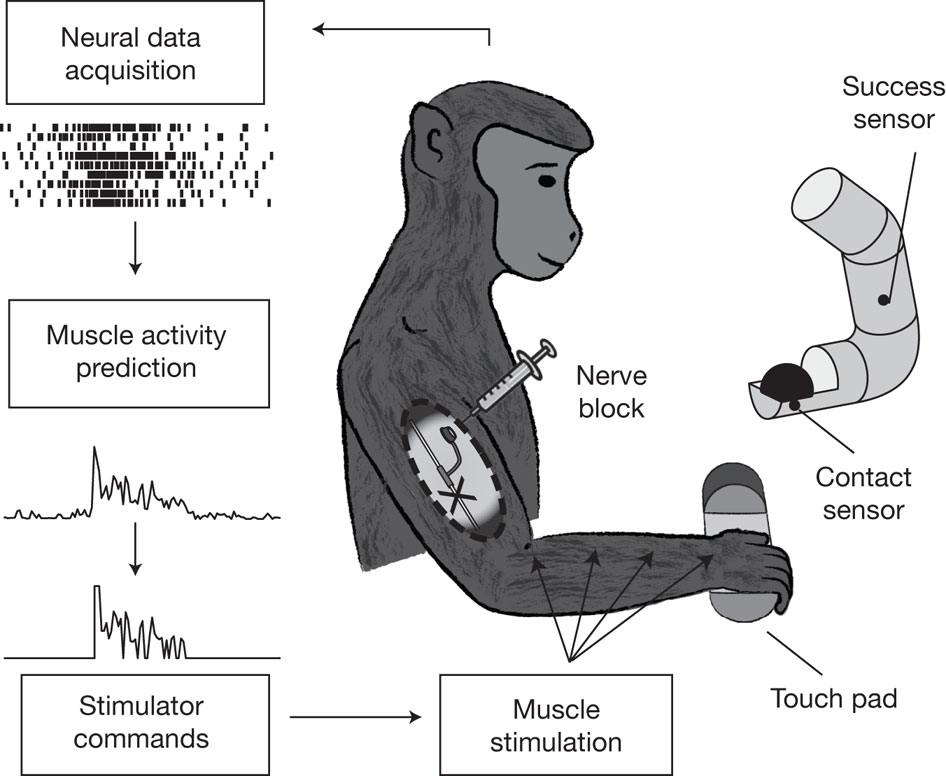 Neural data
acquisition
Success
sensor
Muscle activity
prediction
Nerve
block
Contact
sensor
Stimulator
commands
Muscle
stimulation
Touch pad